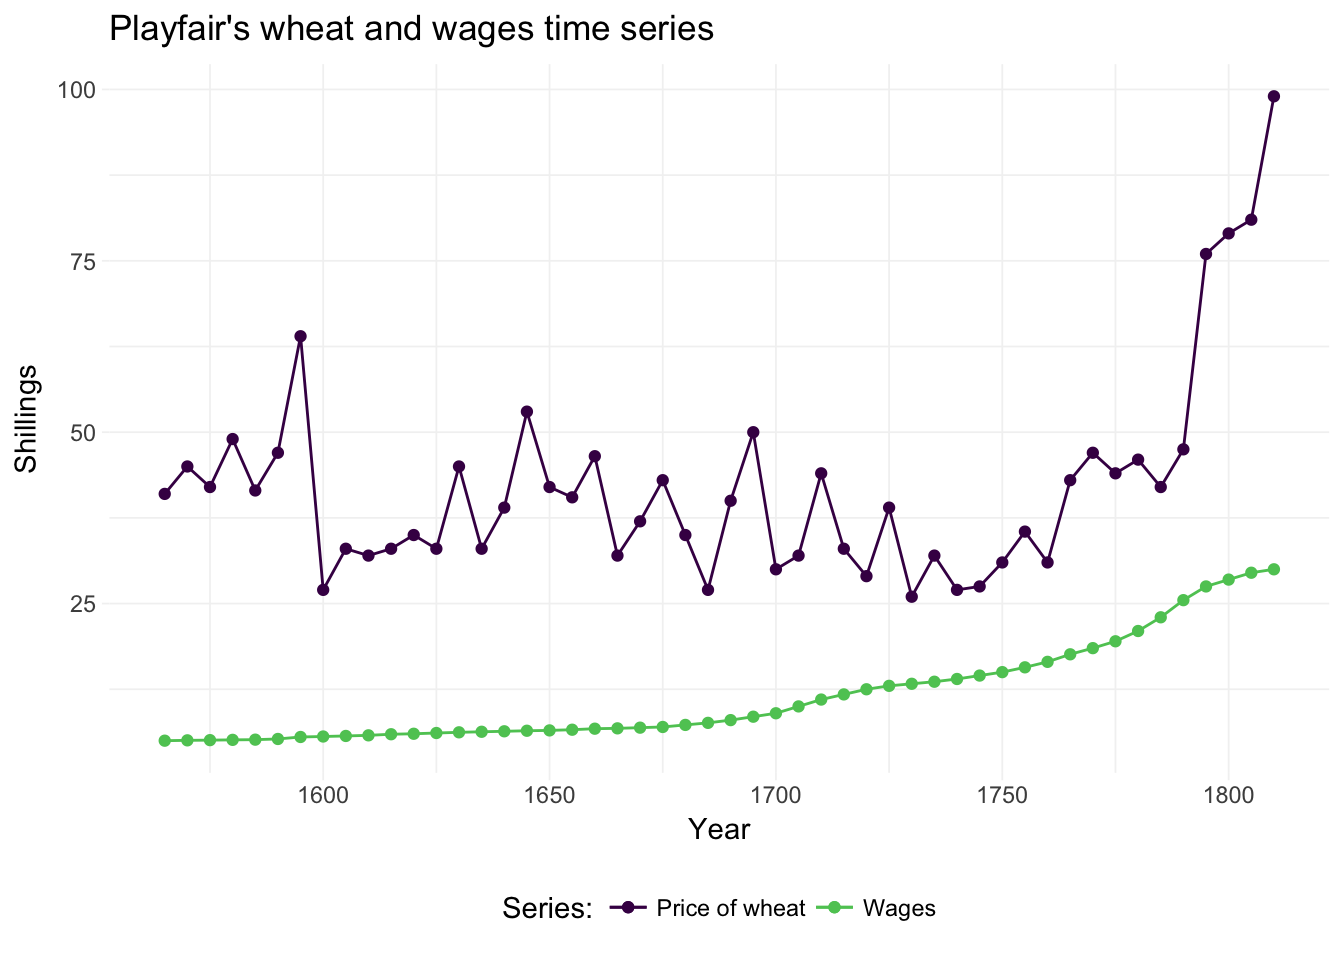 Playfair's wheat and wages time series
100
75
50
25
Shillings
1600 1650 1700 1750 1800
Year
Series: Price of wheat Wages